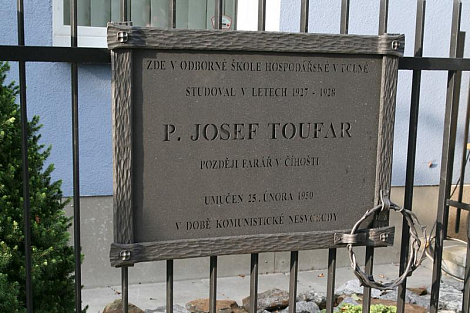 ZDE V ODBORNÉ ŠKOLE HOSPODÁŘSKÉ V UČENÉ
STUDOVAL V LETECH 1927 - 1928
P. JOSEF TOUFAR
POZDĚJI FARÁŘ V ČÍHOŠTI
UMUČEN 25. ÚNORA 1950
V DOBĚ KOMUNISTICKÉ NESVOBODY